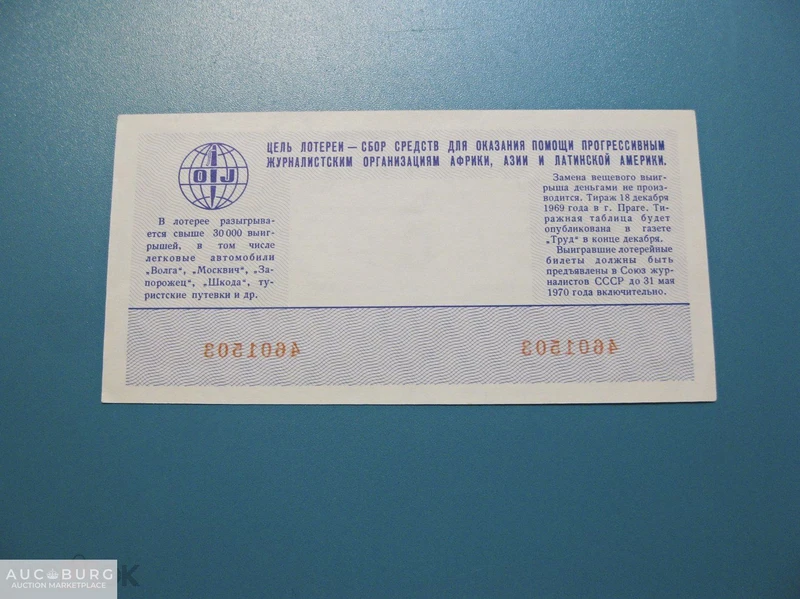 ЦЕЛЬ ЛОТЕРЕИ — СБОР СРЕДСТВ ДЛЯ ОКАЗАНИЯ ПОМОЩИ ПРОГРЕССИВНЫМ
ЖУРНАЛИСТСКИМ ОРГАНИЗАЦИЯМ АФРИКИ, АЗИИ И ЛАТИНСКОЙ АМЕРИКИ.
OIJ
В лотерее разыгрыва-
ется свыше 30 000 выиг-
рышей, в том числе
легковые автомобили
„Волга“, „Москвич“, „За-
порожец“, „Шкода“, ту-
ристские путевки и др.
Замена вещевого выиг-
рыша деньгами не произ-
водится. Тираж 18 декабря
1969 года в г. Праге. Ти-
ражная таблица будет
опубликована в газете
„Труд“ в конце декабря.
Выигравшие лотерейные
билеты должны быть
предъявлены в Союз жур-
налистов СССР до 31 мая
1970 года включительно.
4601503 4601503
AUCBURG
AUCTION MARKETPLACE